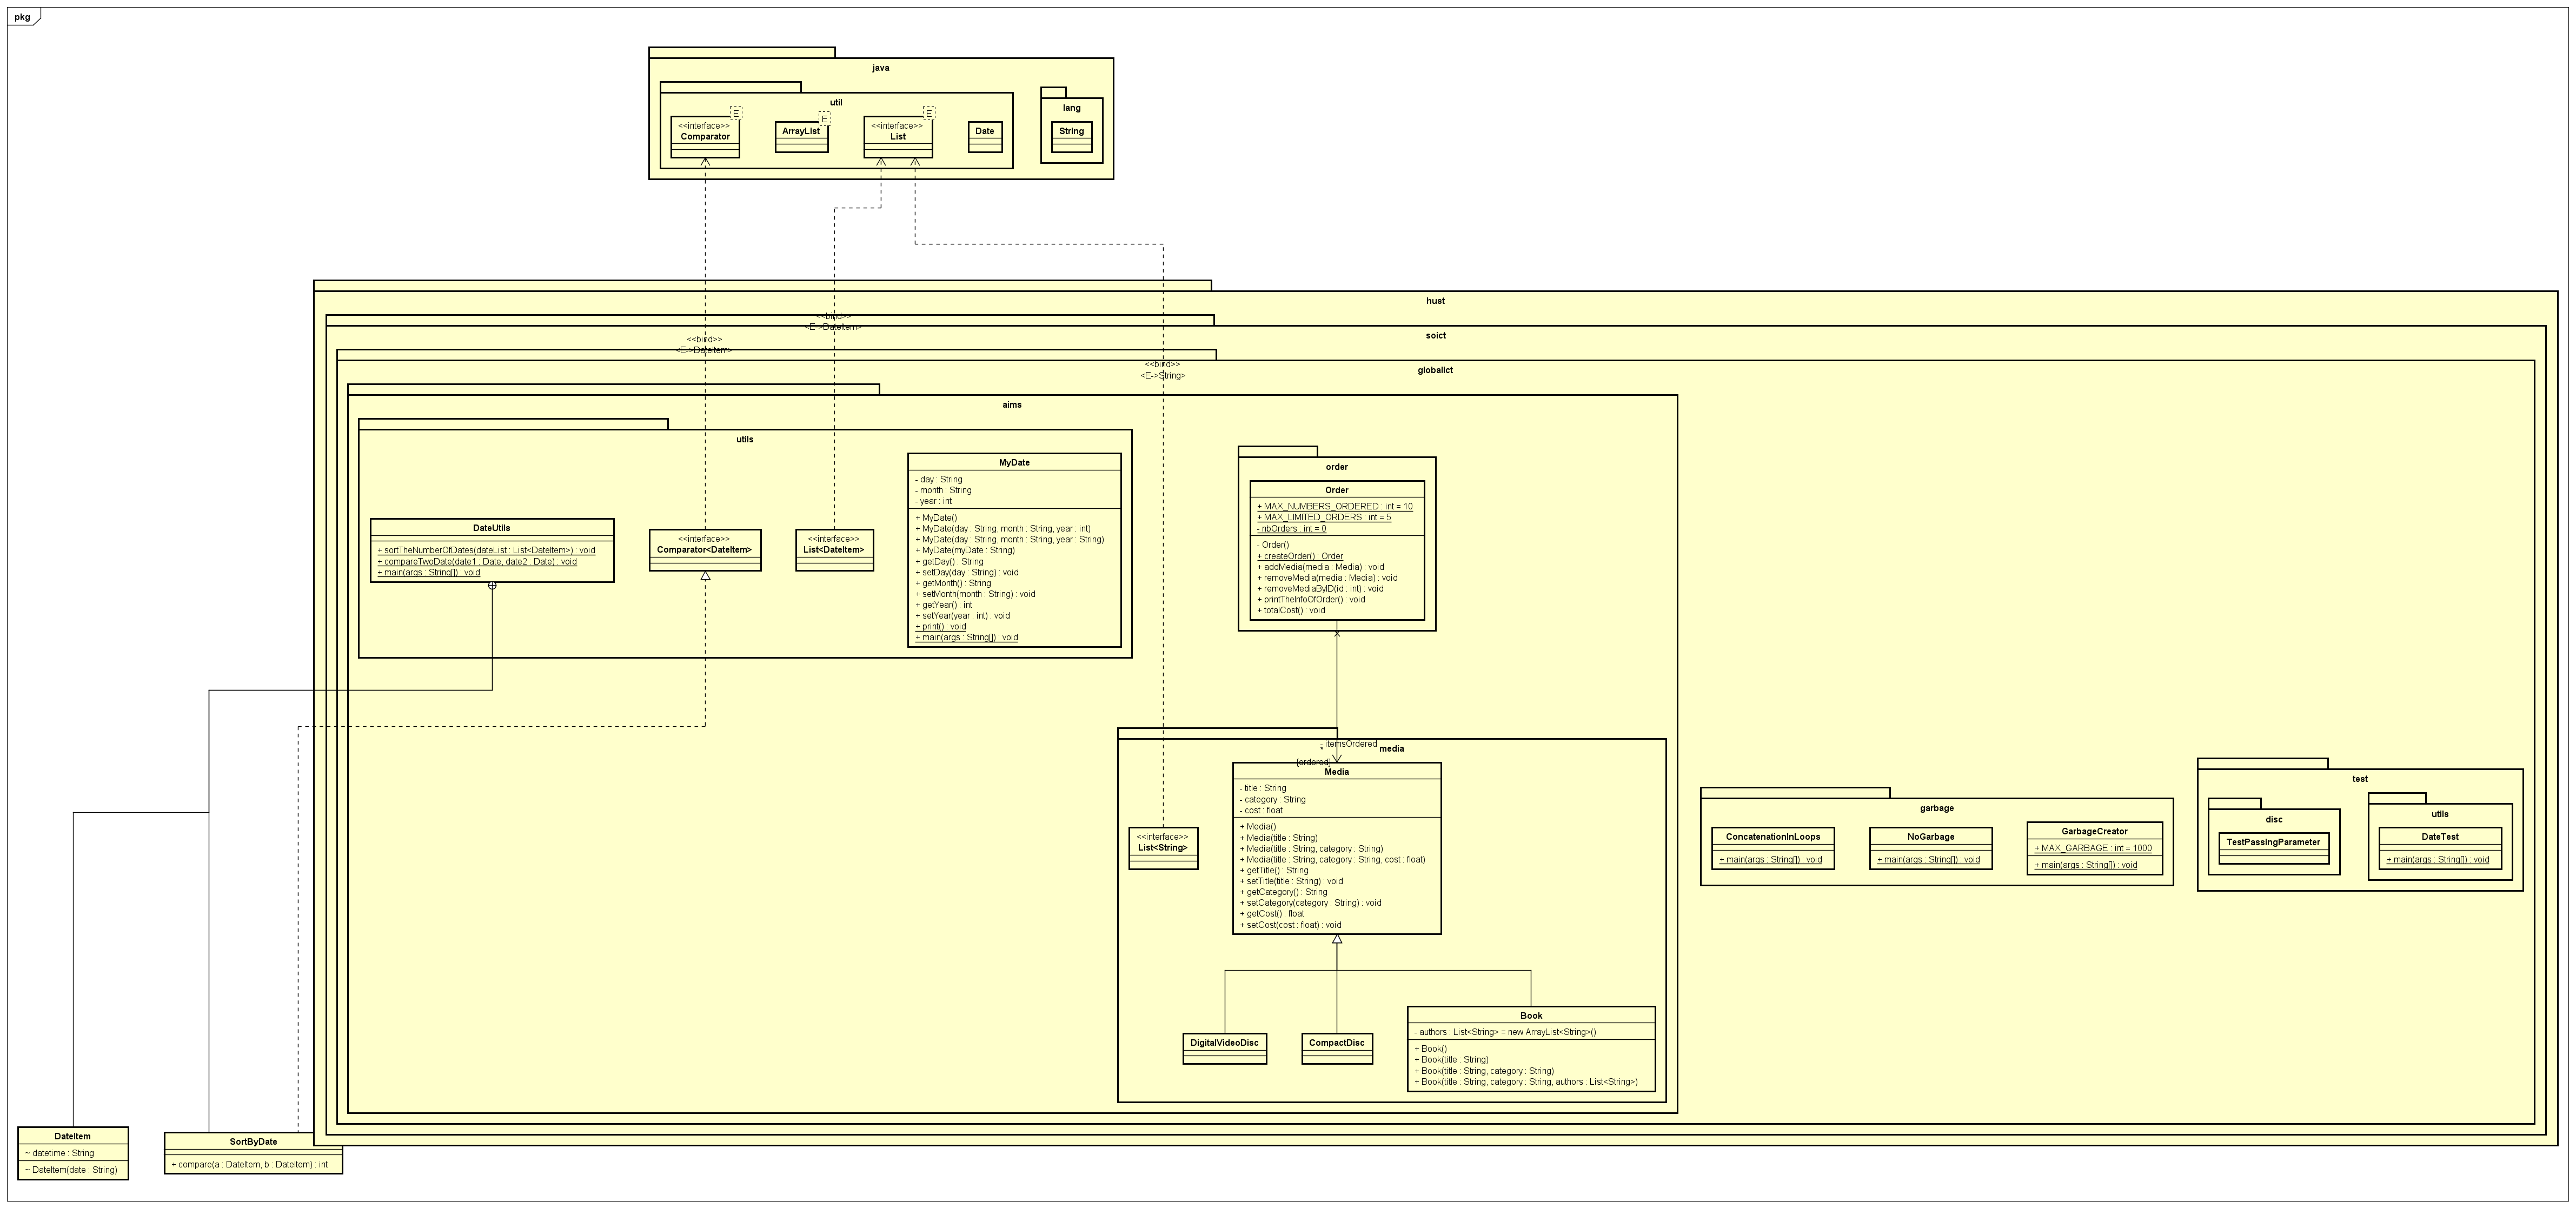 pkg
java
util
E
<<interface>>
Comparator
E
ArrayList
E
<<interface>>
List
Date
lang
String
hust
soict
globalict
<<bind>>
<E->DateItem>
<<bind>>
<E->DateItem>
<<bind>>
<E->String>
aims
utils
DateUtils
+ sortTheNumberOfDates(dateList : List<DateItem>) : void
+ compareTwoDate(date1 : Date, date2 : Date) : void
+ main(args : String[]) : void
<<interface>>
Comparator<DateItem>
<<interface>>
List<DateItem>
MyDate
- day : String
- month : String
- year : int
+ MyDate()
+ MyDate(day : String, month : String, year : int)
+ MyDate(day : String, month : String, year : String)
+ MyDate(myDate : String)
+ getDay() : String
+ setDay(day : String) : void
+ getMonth() : String
+ setMonth(month : String) : void
+ getYear() : int
+ setYear(year : int) : void
+ print() : void
+ main(args : String[]) : void
order
Order
+ MAX_NUMBERS_ORDERED : int = 10
+ MAX_LIMITED_ORDERS : int = 5
- nbOrders : int = 0
- Order()
+ createOrder() : Order
+ addMedia(media : Media) : void
+ removeMedia(media : Media) : void
+ removeMediaByID(id : int) : void
+ printTheInfoOfOrder() : void
+ totalCost() : void
media
- itemsOrdered
*
{ordered}
<<interface>>
List<String>
Media
- title : String
- category : String
- cost : float
+ Media()
+ Media(title : String)
+ Media(title : String, category : String)
+ Media(title : String, category : String, cost : float)
+ getTitle() : String
+ setTitle(title : String) : void
+ getCategory() : String
+ setCategory(category : String) : void
+ getCost() : float
+ setCost(cost : float) : void
DigitalVideoDisc
CompactDisc
Book
- authors : List<String> = new ArrayList<String>()
+ Book()
+ Book(title : String)
+ Book(title : String, category : String)
+ Book(title : String, category : String, authors : List<String>)
garbage
ConcatenationInLoops
+ main(args : String[]) : void
NoGarbage
+ main(args : String[]) : void
GarbageCreator
+ MAX_GARBAGE : int = 1000
+ main(args : String[]) : void
test
disc
TestPassingParameter
utils
DateTest
+ main(args : String[]) : void
DateItem
~ datetime : String
~ DateItem(date : String)
SortByDate
+ compare(a : DateItem, b : DateItem) : int